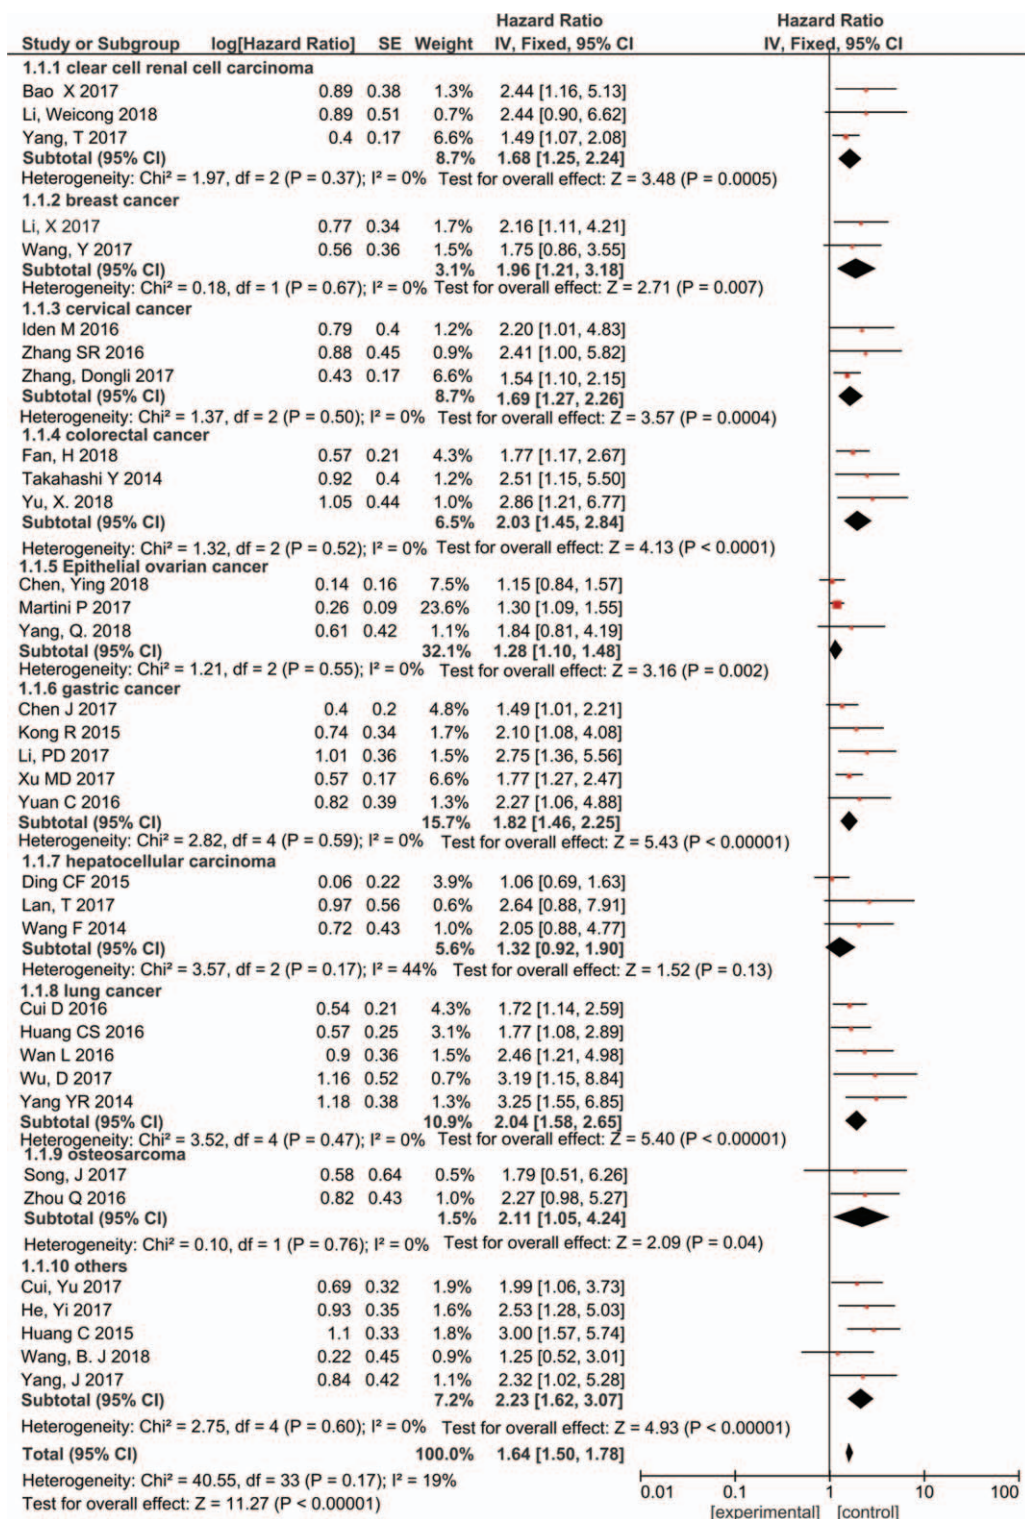 Hazard Ratio Hazard Ratio
Study or Subgroup log[Hazard Ratio] SE Weight IV, Fixed, 95% CI IV, Fixed, 95% CI
1.1.1 clear cell renal cell carcinoma
Bao X 2017 0.89 0.38 1.3% 2.44 [1.16, 5.13]
Li, Weicong 2018 0.89 0.51 0.7% 2.44 [0.90, 6.62]
Yang, T 2017 0.4 0.17 6.6% 1.49 [1.07, 2.08]
Subtotal (95% CI) 8.7% 1.68 [1.25, 2.24]
Heterogeneity: Chi² = 1.97, df = 2 (P = 0.37); I² = 0% Test for overall effect: Z = 3.48 (P = 0.0005)
1.1.2 breast cancer
Li, X 2017 0.77 0.34 1.7% 2.16 [1.11, 4.21]
Wang, Y 2017 0.56 0.36 1.5% 1.75 [0.86, 3.55]
Subtotal (95% CI) 3.1% 1.96 [1.21, 3.18]
Heterogeneity: Chi² = 0.18, df = 1 (P = 0.67); I² = 0% Test for overall effect: Z = 2.71 (P = 0.007)
1.1.3 cervical cancer
Iden M 2016 0.79 0.4 1.2% 2.20 [1.01, 4.83]
Zhang SR 2016 0.88 0.45 0.9% 2.41 [1.00, 5.82]
Zhang, Dongli 2017 0.43 0.17 6.6% 1.54 [1.10, 2.15]
Subtotal (95% CI) 8.7% 1.69 [1.27, 2.26]
Heterogeneity: Chi² = 1.37, df = 2 (P = 0.50); I² = 0% Test for overall effect: Z = 3.57 (P = 0.0004)
1.1.4 colorectal cancer
Fan, H 2018 0.57 0.21 4.3% 1.77 [1.17, 2.67]
Takahashi Y 2014 0.92 0.4 1.2% 2.51 [1.15, 5.50]
Yu, X. 2018 1.05 0.44 1.0% 2.86 [1.21, 6.77]
Subtotal (95% CI) 6.5% 2.03 [1.45, 2.84]
Heterogeneity: Chi² = 1.32, df = 2 (P = 0.52); I² = 0% Test for overall effect: Z = 4.13 (P < 0.0001)
1.1.5 Epithelial ovarian cancer
Chen, Ying 2018 0.14 0.16 7.5% 1.15 [0.84, 1.57]
Martini P 2017 0.26 0.09 23.6% 1.30 [1.09, 1.55]
Yang, Q. 2018 0.61 0.42 1.1% 1.84 [0.81, 4.19]
Subtotal (95% CI) 32.1% 1.28 [1.10, 1.48]
Heterogeneity: Chi² = 1.21, df = 2 (P = 0.55); I² = 0% Test for overall effect: Z = 3.16 (P = 0.002)
1.1.6 gastric cancer
Chen J 2017 0.4 0.2 4.8% 1.49 [1.01, 2.21]
Kong R 2015 0.74 0.34 1.7% 2.10 [1.08, 4.08]
Li, PD 2017 1.01 0.36 1.5% 2.75 [1.36, 5.56]
Xu MD 2017 0.57 0.17 6.6% 1.77 [1.27, 2.47]
Yuan C 2016 0.82 0.39 1.3% 2.27 [1.06, 4.88]
Subtotal (95% CI) 15.7% 1.82 [1.46, 2.25]
Heterogeneity: Chi² = 2.82, df = 4 (P = 0.59); I² = 0% Test for overall effect: Z = 5.43 (P < 0.00001)
1.1.7 hepatocellular carcinoma
Ding CF 2015 0.06 0.22 3.9% 1.06 [0.69, 1.63]
Lan, T 2017 0.97 0.56 0.6% 2.64 [0.88, 7.91]
Wang F 2014 0.72 0.43 1.0% 2.05 [0.88, 4.77]
Subtotal (95% CI) 5.6% 1.32 [0.92, 1.90]
Heterogeneity: Chi² = 3.57, df = 2 (P = 0.17); I² = 44% Test for overall effect: Z = 1.52 (P = 0.13)
1.1.8 lung cancer
Cui D 2016 0.54 0.21 4.3% 1.72 [1.14, 2.59]
Huang CS 2016 0.57 0.25 3.1% 1.77 [1.08, 2.89]
Wan L 2016 0.9 0.36 1.5% 2.46 [1.21, 4.98]
Wu, D 2017 1.16 0.52 0.7% 3.19 [1.15, 8.84]
Yang YR 2014 1.18 0.38 1.3% 3.25 [1.55, 6.85]
Subtotal (95% CI) 10.9% 2.04 [1.58, 2.65]
Heterogeneity: Chi² = 3.52, df = 4 (P = 0.47); I² = 0% Test for overall effect: Z = 5.40 (P < 0.00001)
1.1.9 osteosarcoma
Song, J 2017 0.58 0.64 0.5% 1.79 [0.51, 6.26]
Zhou Q 2016 0.82 0.43 1.0% 2.27 [0.98, 5.27]
Subtotal (95% CI) 1.5% 2.11 [1.05, 4.24]
Heterogeneity: Chi² = 0.10, df = 1 (P = 0.76); I² = 0% Test for overall effect: Z = 2.09 (P = 0.04)
1.1.10 others
Cui, Yu 2017 0.69 0.32 1.9% 1.99 [1.06, 3.73]
He, Yi 2017 0.93 0.35 1.6% 2.53 [1.28, 5.03]
Huang C 2015 1.1 0.33 1.8% 3.00 [1.57, 5.74]
Wang, B. J 2018 0.22 0.45 0.9% 1.25 [0.52, 3.01]
Yang, J 2017 0.84 0.42 1.1% 2.32 [1.02, 5.28]
Subtotal (95% CI) 7.2% 2.23 [1.62, 3.07]
Heterogeneity: Chi² = 2.75, df = 4 (P = 0.60); I² = 0% Test for overall effect: Z = 4.93 (P < 0.00001)
Total (95% CI) 100.0% 1.64 [1.50, 1.78]
Heterogeneity: Chi² = 40.55, df = 33 (P = 0.17); I² = 19%
Test for overall effect: Z = 11.27 (P < 0.00001)
0.01 0.1 1 10 100
[experimental] [control]